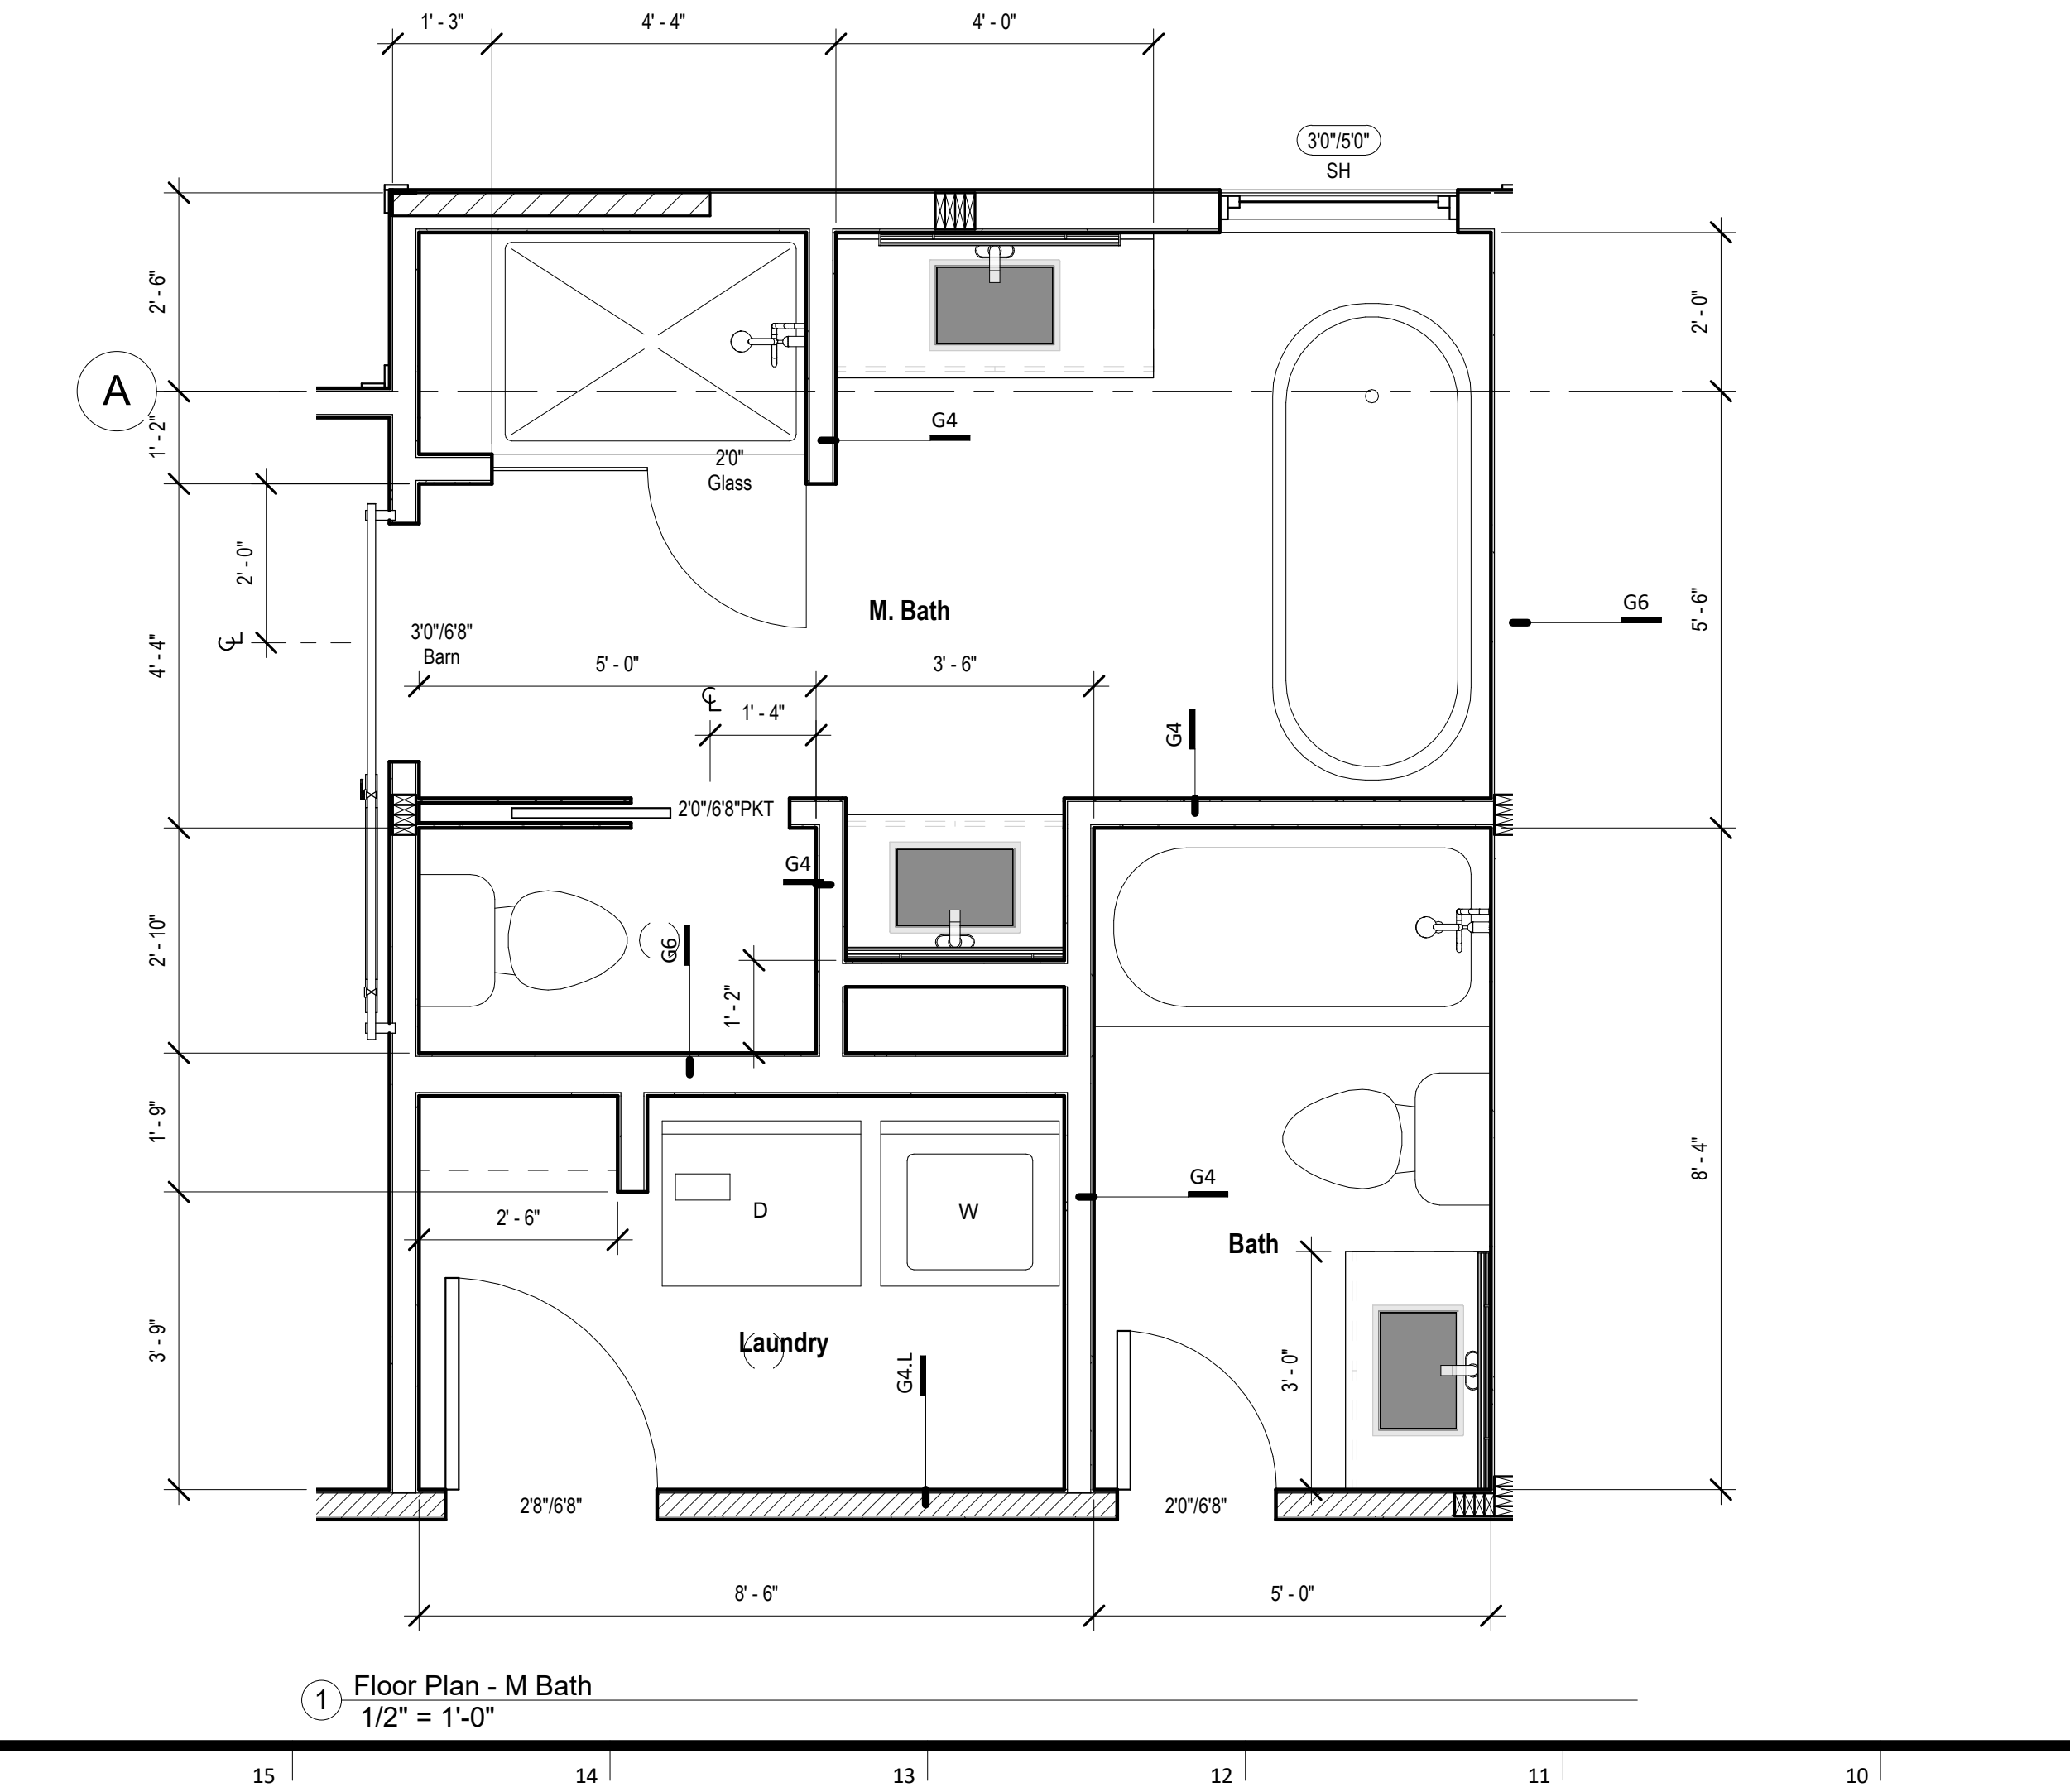 1' - 3"
4' - 4"
4' - 0"
3'0"/5'0"
SH
2' - 6"
2' - 0"
A
1' - 2"
G4
2'0"
Glass
2' - 0"
CL
3'0"/6'8"
Barn
M. Bath
G6
5' - 6"
4' - 4"
5' - 0"
3' - 6"
CL
1' - 4"
G4
2'0"/6'8"PKT
G4
G6
2' - 10"
1' - 2"
1' - 9"
8' - 4"
G4
D
W
2' - 6"
Bath
3' - 9"
Laundry
G4.L
3' - 0"
2'8"/6'8"
2'0"/6'8"
8' - 6"
5' - 0"
1
Floor Plan - M Bath
1/2" = 1'-0"
15
14
13
12
11
10